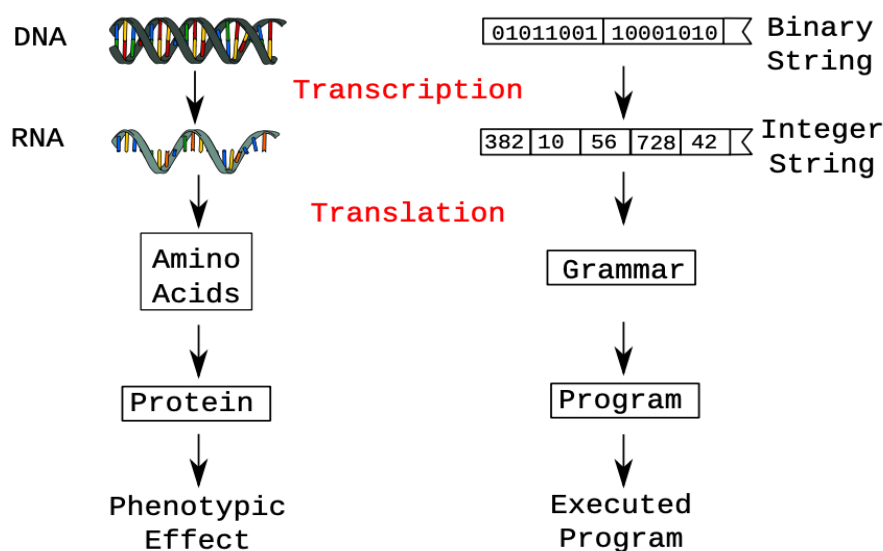 DNA
01011001 10001010
Binary
String
Transcription
RNA
382 10 56 728 42
Integer
String
Translation
Amino
Acids
Grammar
Protein
Program
Phenotypic
Effect
Executed
Program